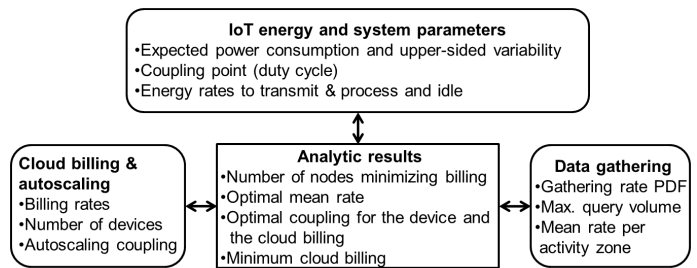 IoT energy and system parameters
•Expected power consumption and upper-sided variability
•Coupling point (duty cycle)
•Energy rates to transmit & process and idle
Cloud billing &
autoscaling
•Billing rates
•Number of devices
•Autoscaling coupling
Analytic results
•Number of nodes minimizing billing
•Optimal mean rate
•Optimal coupling for the device and
the cloud billing
•Minimum cloud billing
Data gathering
•Gathering rate PDF
•Max. query volume
•Mean rate per
activity zone